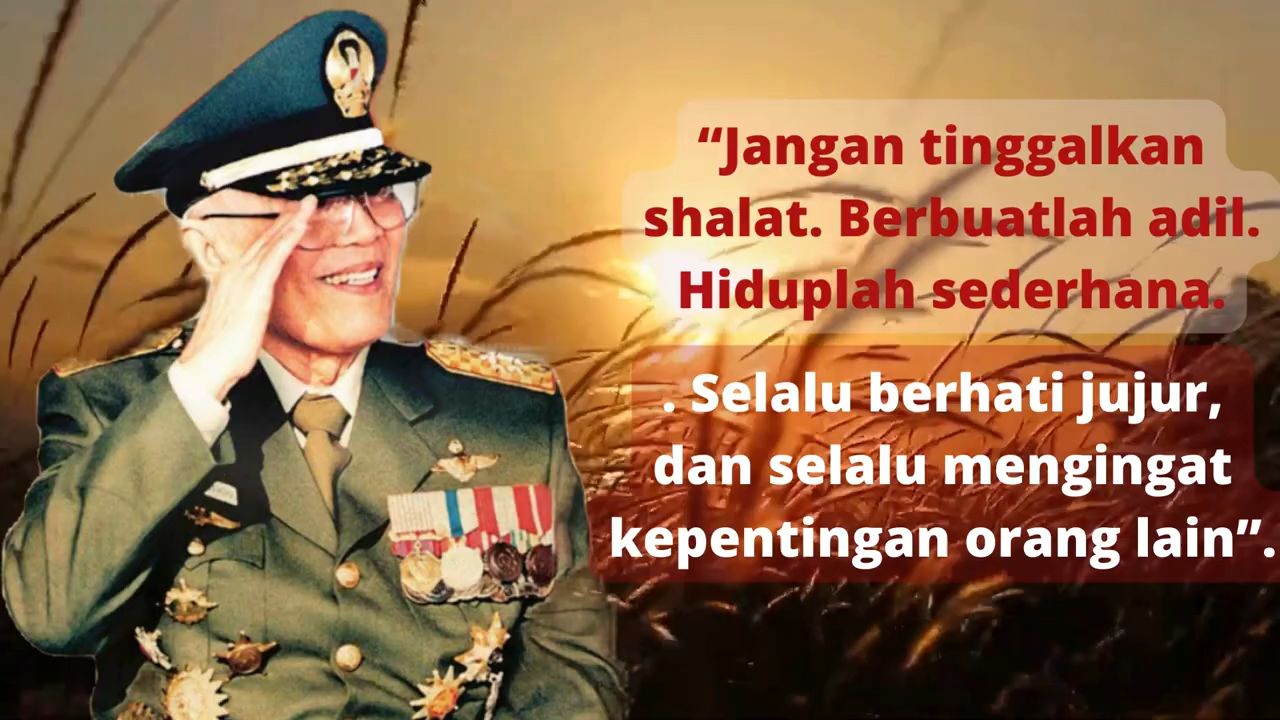 “Jangan tinggalkan
shalat. Berbuatlah adil.
Hiduplah sederhana.
. Selalu berhati jujur,
dan selalu mengingat
kepentingan orang lain”.